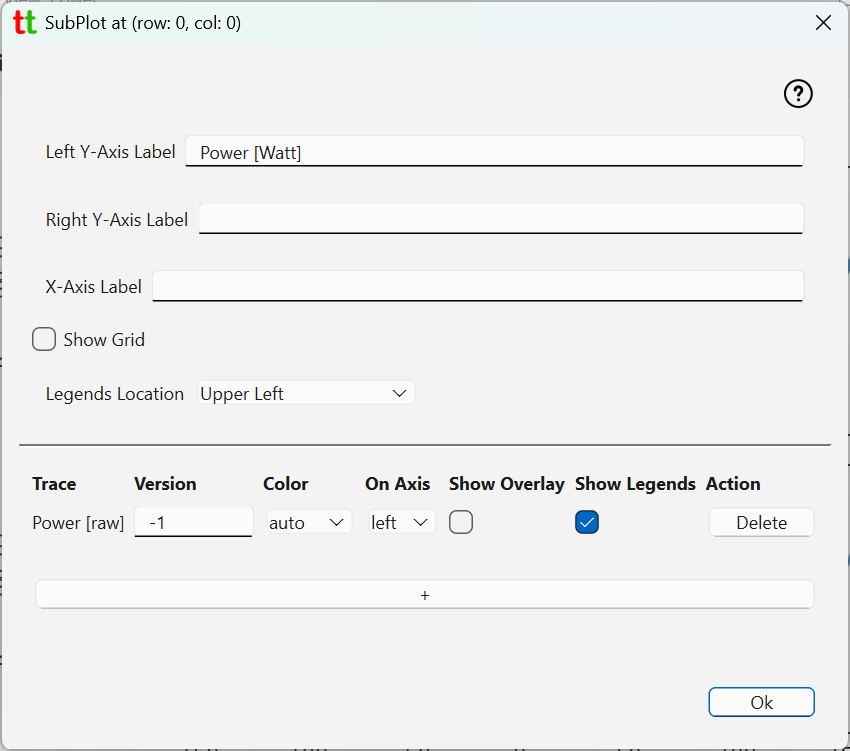 tt SubPlot at (row: 0, col: 0)
?
Left Y-Axis Label Power [Watt]
Right Y-Axis Label
X-Axis Label
Show Grid
Legends Location Upper Left
Trace Version Color On Axis Show Overlay Show Legends Action
Power [raw] -1 auto left Delete
+
Ok